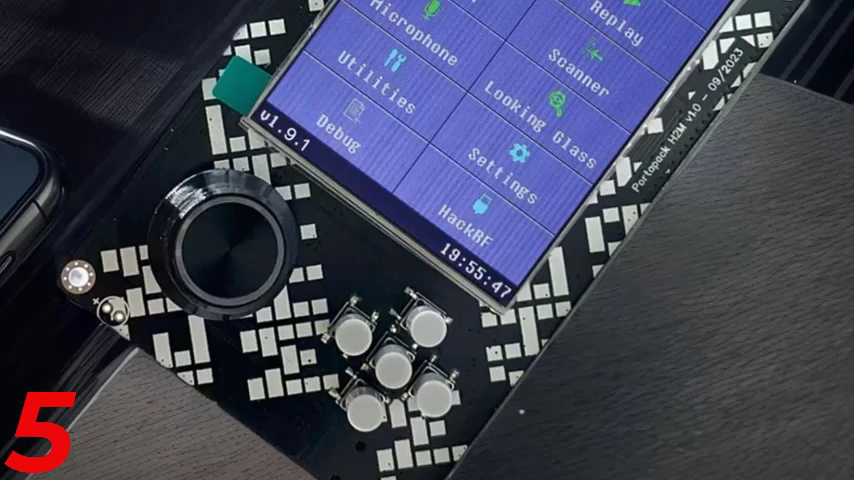 Microphone
Replay
Utilities
Scanner
Debug
Looking Glass
Settings
HackRF
v1.9.1
19:55:47
Portapack H2M v1.0 - 09/2023
5